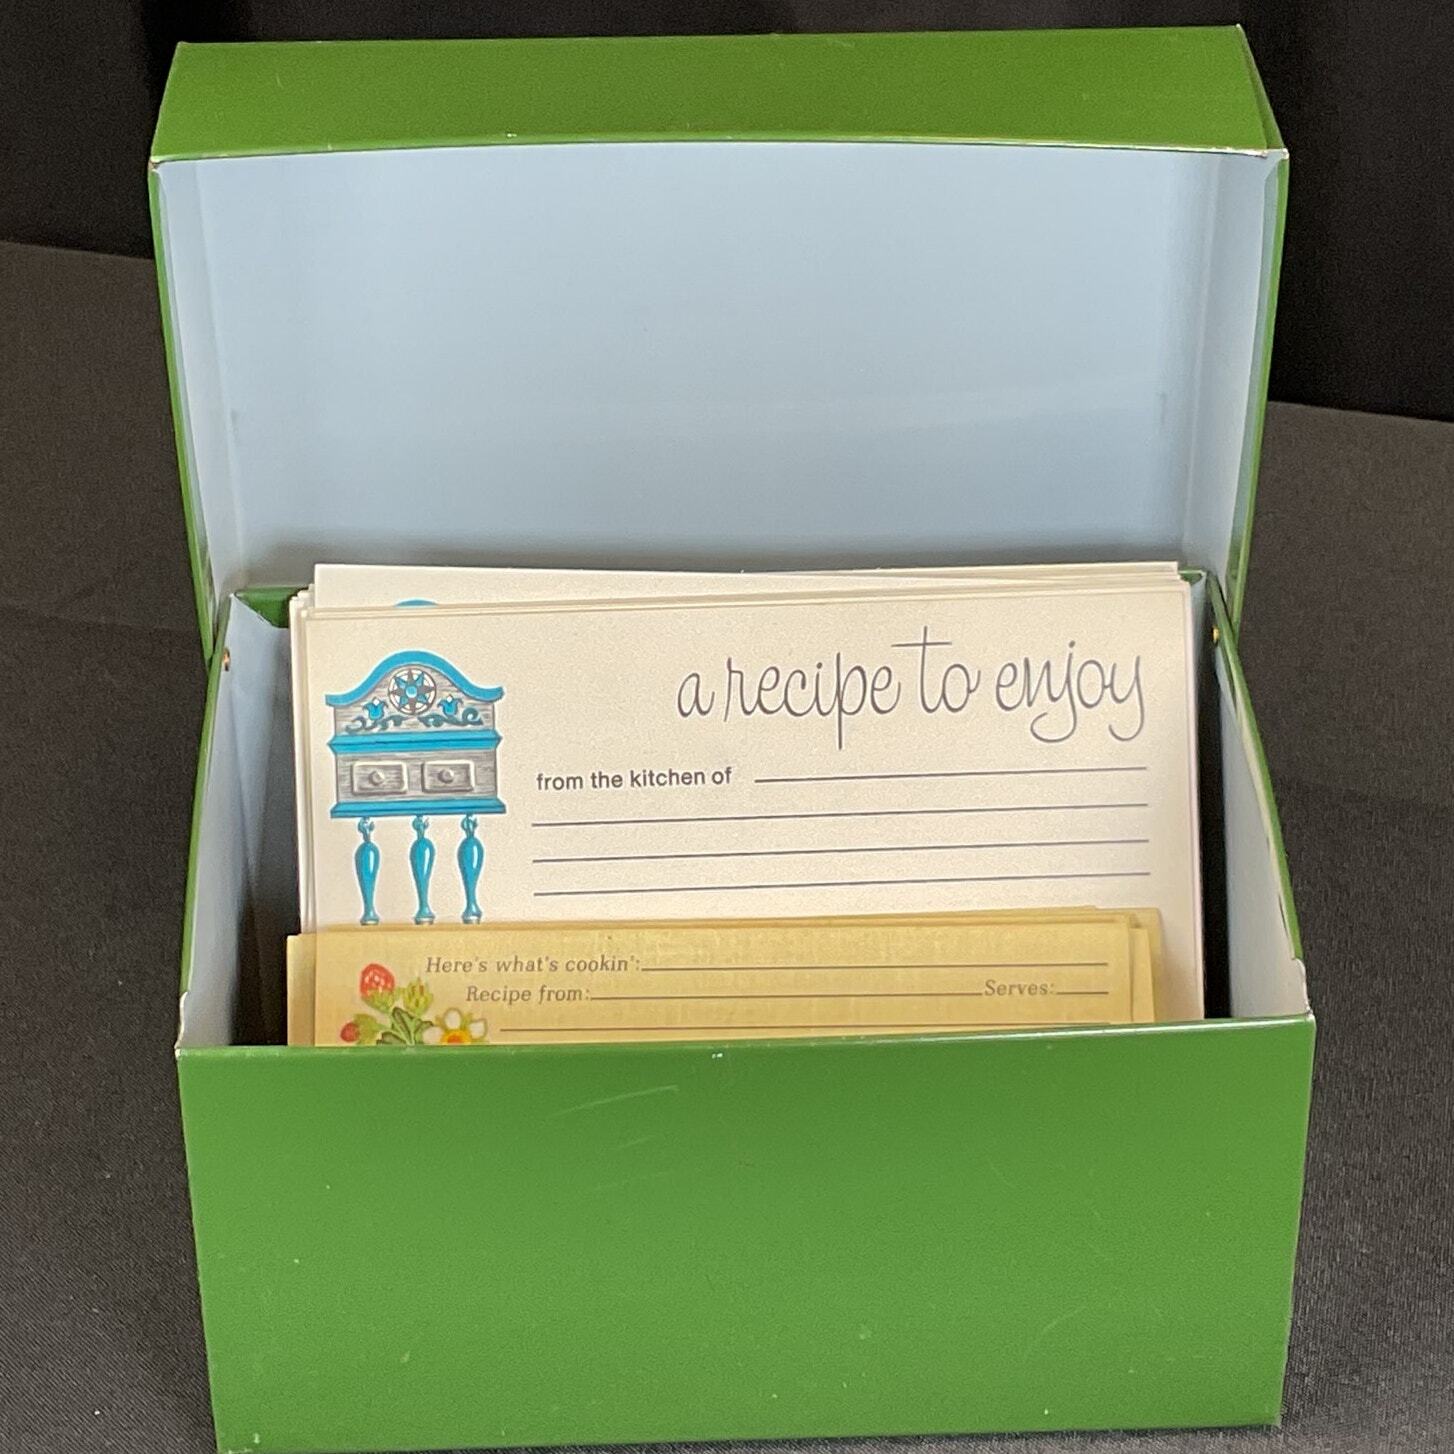 a recipe to enjoy
from the kitchen of
Here's what's cookin':
Recipe from: Serves: